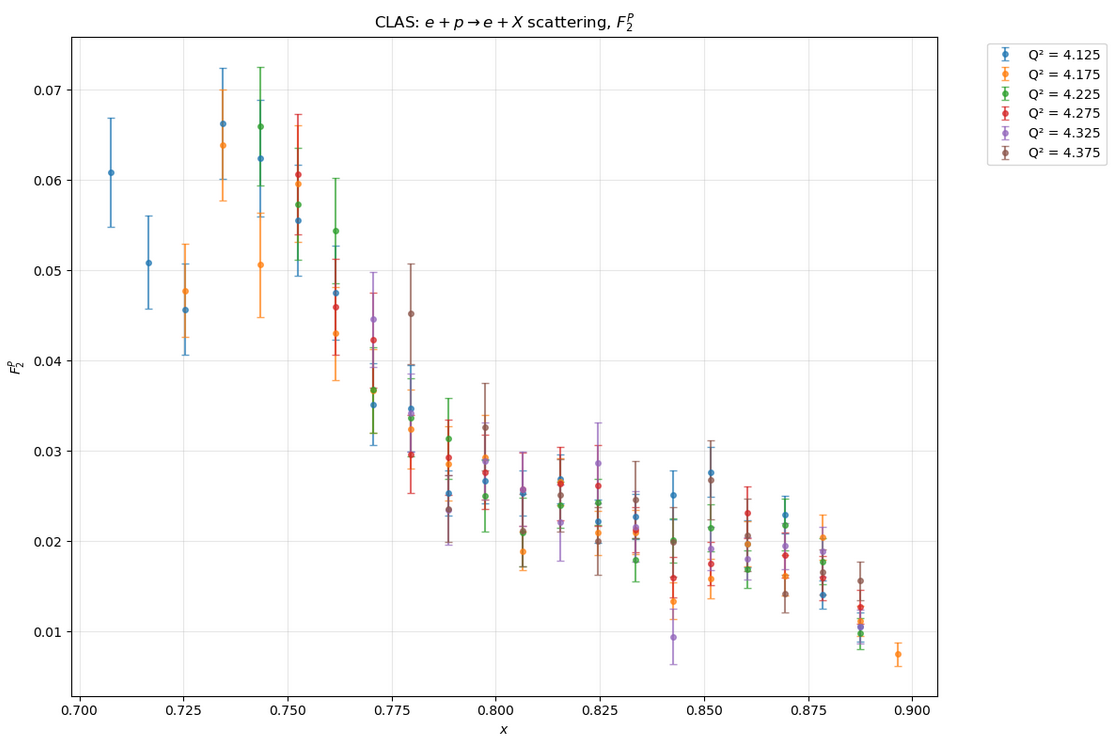 CLAS: e + p → e + X scattering, F₂ᵖ
Q² = 4.125
Q² = 4.175
Q² = 4.225
Q² = 4.275
Q² = 4.325
Q² = 4.375
0.07
0.06
0.05
0.04
0.03
0.02
0.01
F₂ᵖ
0.700 0.725 0.750 0.775 0.800 0.825 0.850 0.875 0.900
x